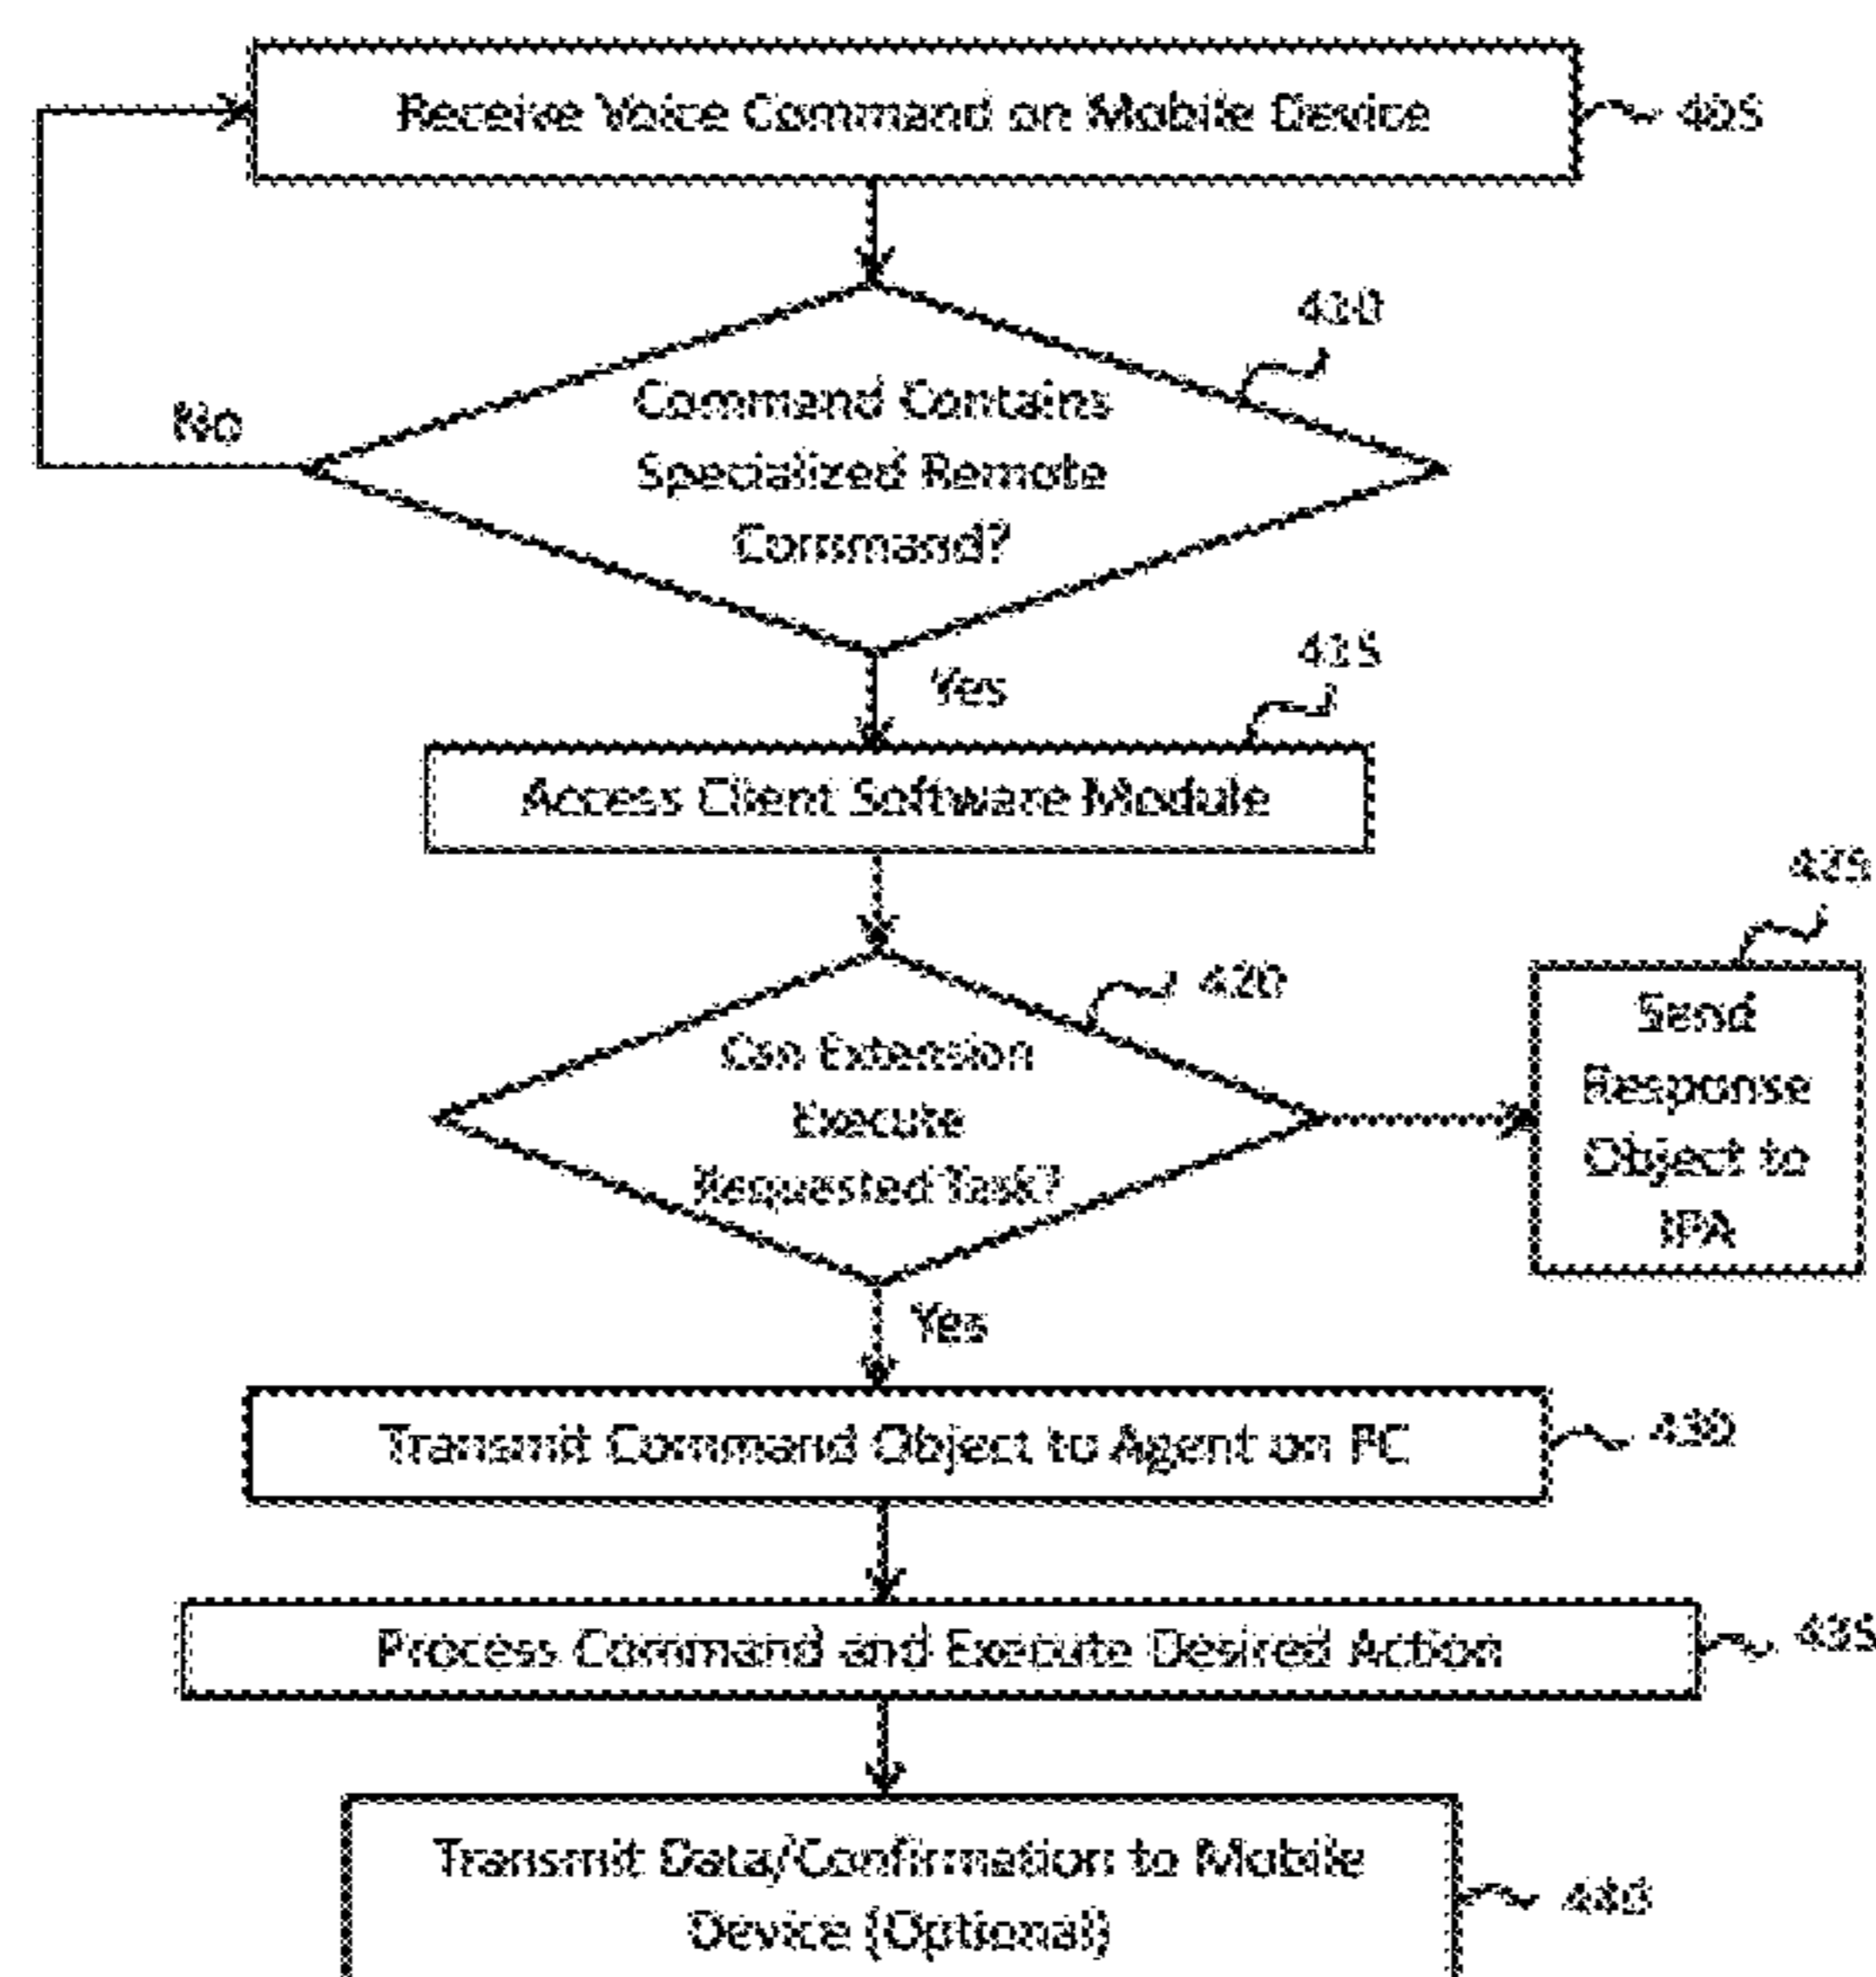 Receive Voice Command on Mobile Device
405
410
Command Contains
Specialized Remote
Command?
No
Yes
415
Access Client Software Module
425
420
Can Extension
Execute
Requested Task?
Send
Response
Object to
IPA
Yes
Transmit Command Object to Agent on PC
430
Process Command and Execute Desired Action
435
Transmit Data/Confirmation to Mobile
Device (Optional)
440